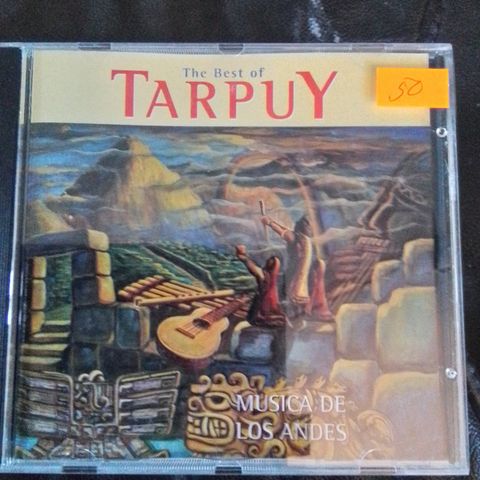 The Best of
TARPUY
50
MUSICA DE
LOS ANDES